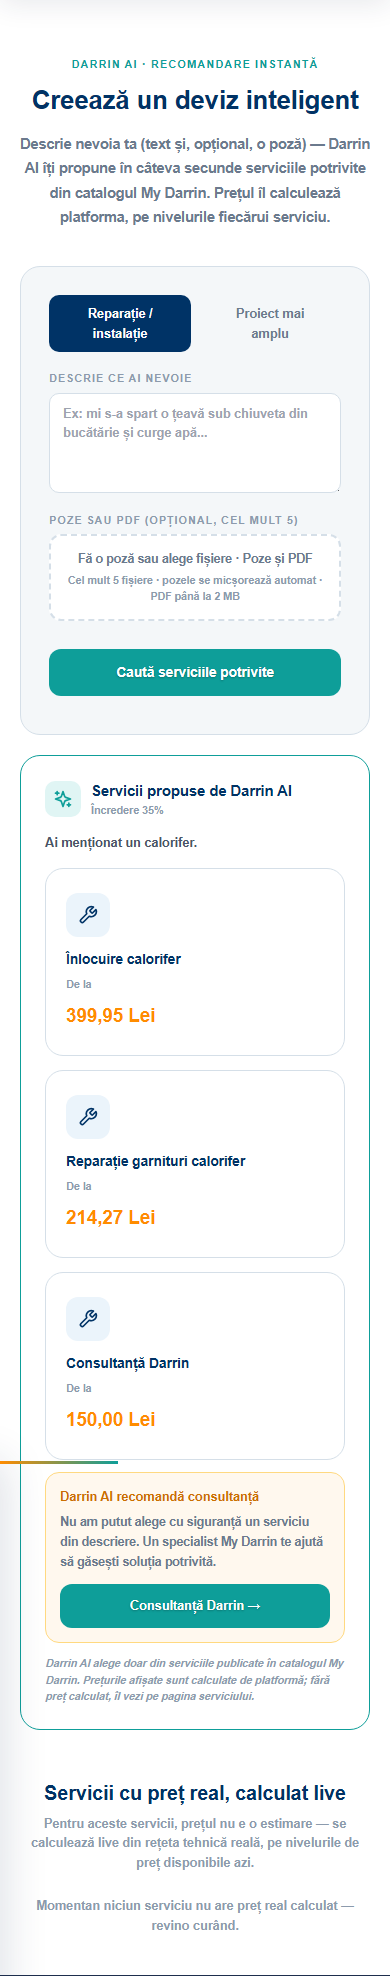 DARRIN AI · RECOMANDARE INSTANTĂ
Creează un deviz inteligent
Descrie nevoia ta (text și, opțional, o poză) — Darrin
AI îți propune în câteva secunde serviciile potrivite
din catalogul My Darrin. Prețul îl calculează
platforma, pe nivelurile fiecărui serviciu.
Reparație /
instalație
Proiect mai
amplu
DESCRIE CE AI NEVOIE
Ex: mi s-a spart o țeavă sub chiuveta din
bucătărie și curge apă...
POZE SAU PDF (OPȚIONAL, CEL MULT 5)
Fă o poză sau alege fișiere · Poze și PDF
Cel mult 5 fișiere · pozele se micșorează automat ·
PDF până la 2 MB
Caută serviciile potrivite
Servicii propuse de Darrin AI
Încredere 35%
Ai menționat un calorifer.
Înlocuire calorifer
De la
399,95 Lei
Reparație garnituri calorifer
De la
214,27 Lei
Consultanță Darrin
De la
150,00 Lei
Darrin AI recomandă consultanță
Nu am putut alege cu siguranță un serviciu
din descriere. Un specialist My Darrin te ajută
să găsești soluția potrivită.
Consultanță Darrin →
Darrin AI alege doar din serviciile publicate în catalogul My
Darrin. Prețurile afișate sunt calculate de platformă; fără
preț calculat, îl vezi pe pagina serviciului.
Servicii cu preț real, calculat live
Pentru aceste servicii, prețul nu e o estimare — se
calculează live din rețeta tehnică reală, pe nivelurile de
preț disponibile azi.
Momentan niciun serviciu nu are preț real calculat —
revino curând.